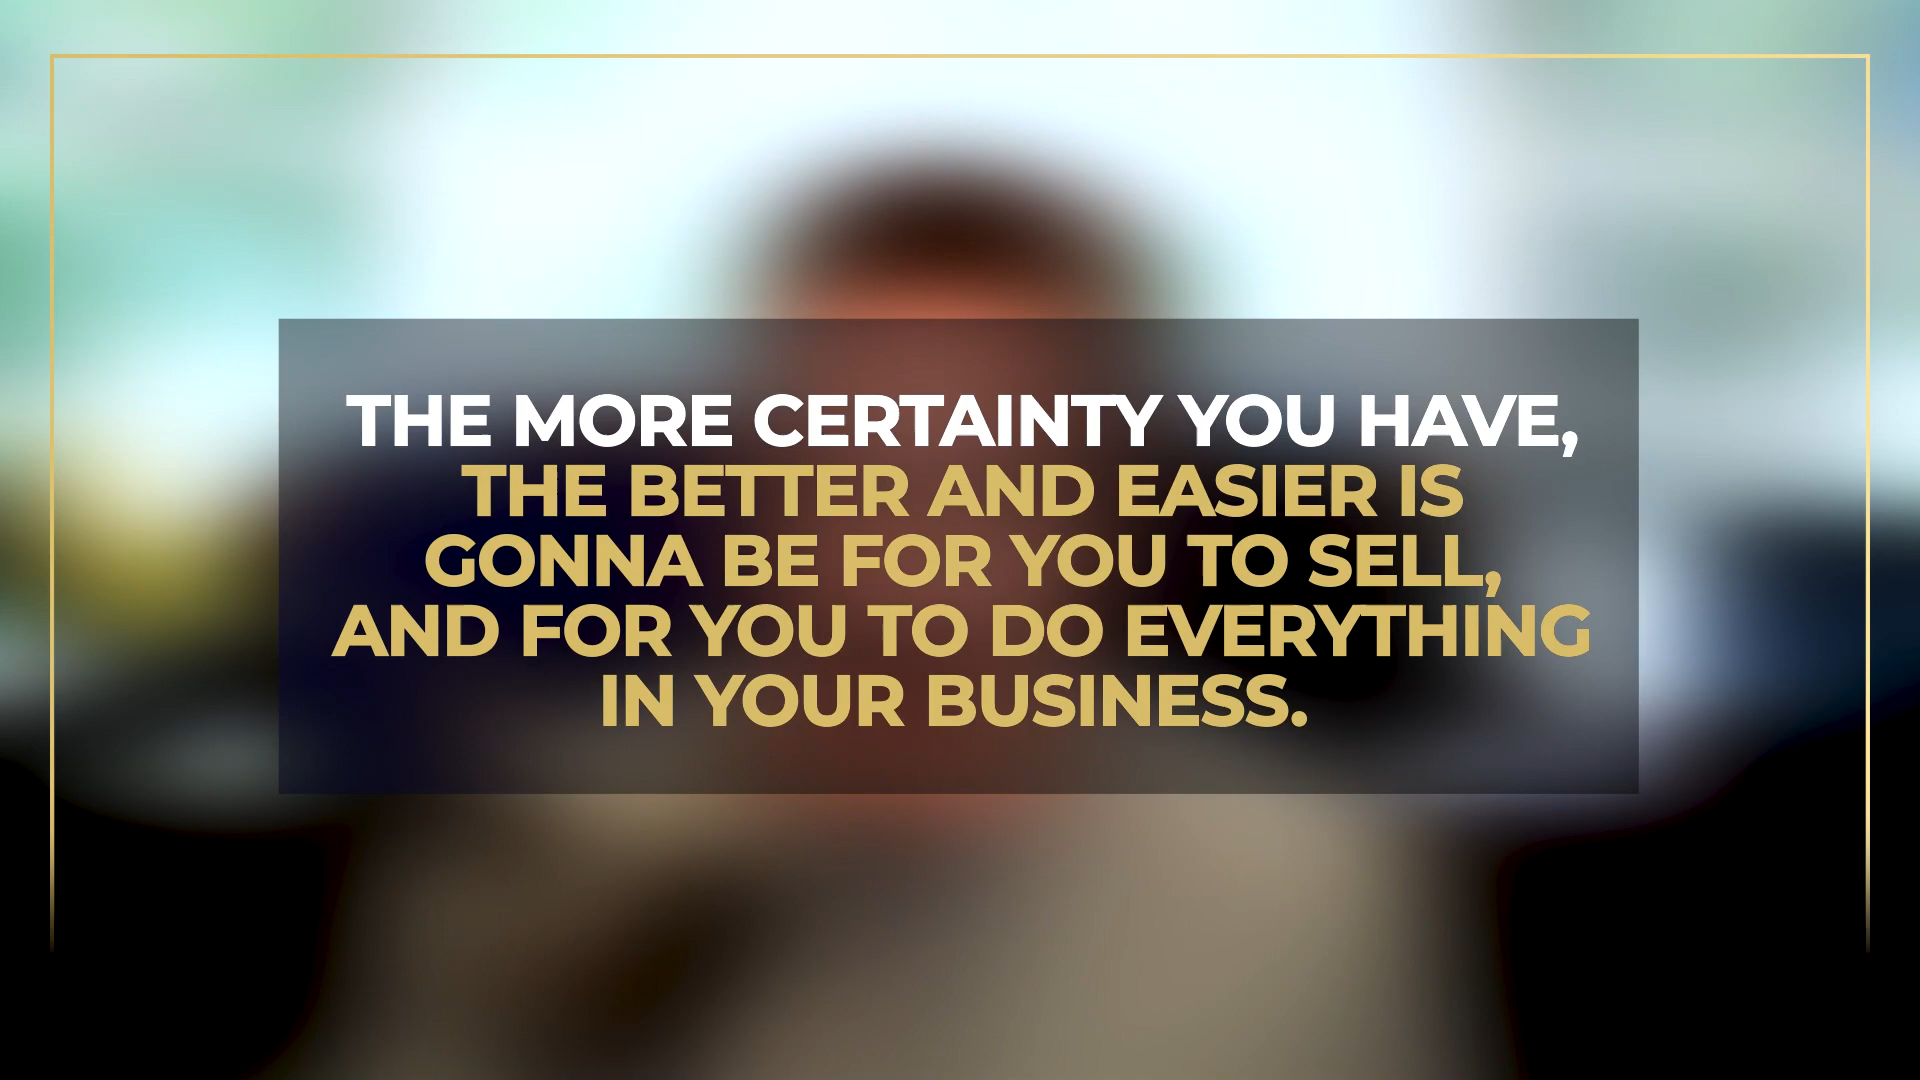 THE MORE CERTAINTY YOU HAVE,
THE BETTER AND EASIER IS
GONNA BE FOR YOU TO SELL,
AND FOR YOU TO DO EVERYTHING
IN YOUR BUSINESS.